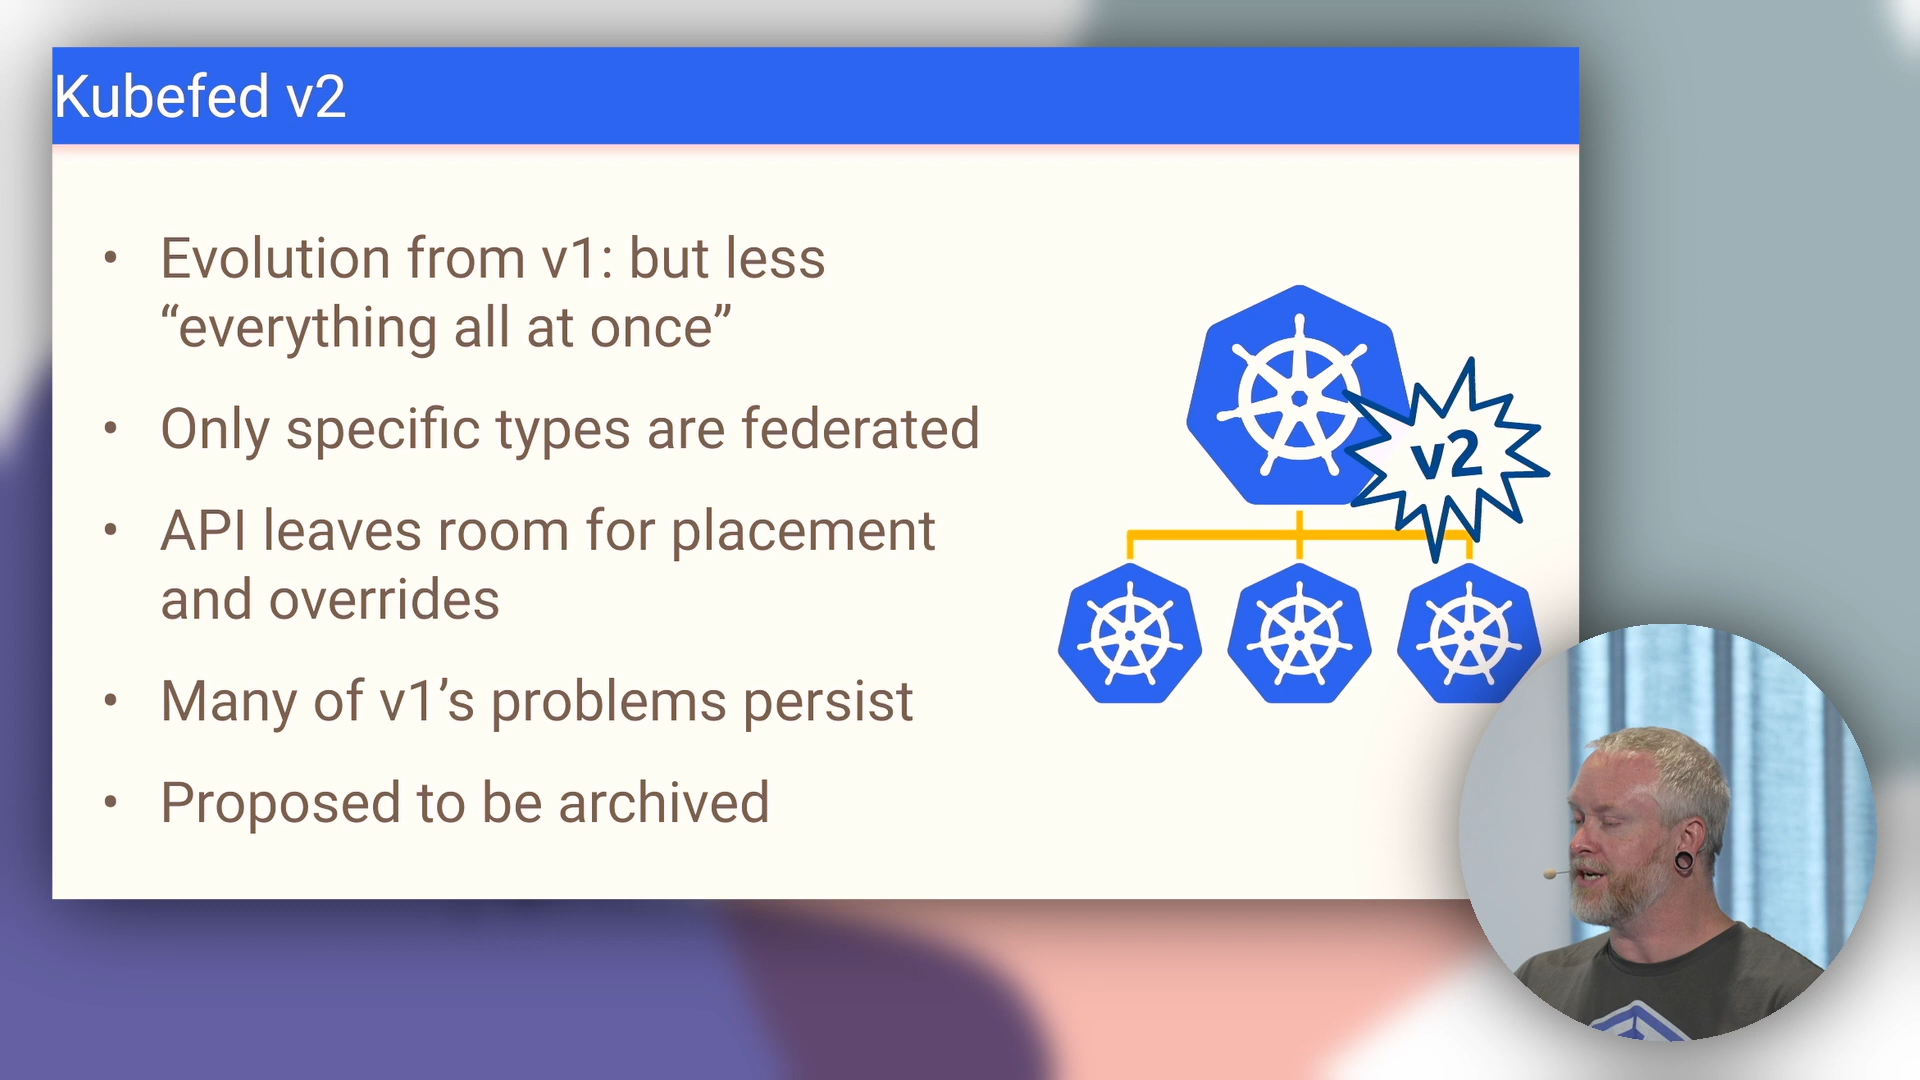 Kubefed v2
• Evolution from v1: but less
“everything all at once”
• Only specific types are federated
• API leaves room for placement
and overrides
• Many of v1’s problems persist
• Proposed to be archived
v2